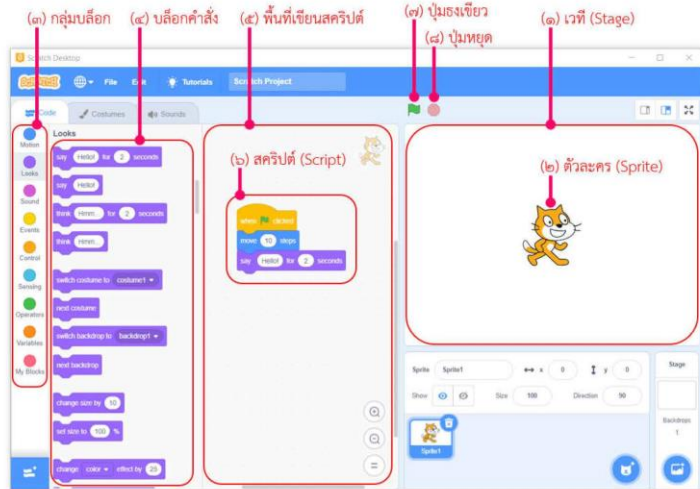 (๓) กลุ่มบล็อก
(๔) บล็อกคำสั่ง
(๕) พื้นที่เขียนสคริปต์
(๗) ปุ่มธงเขียว
(๘) ปุ่มหยุด
(๑) เวที (Stage)
Scratch Desktop
SCRATCH
File
Edit
Tutorials
Scratch Project
Code
Costumes
Sounds
Motion
Looks
Sound
Events
Control
Sensing
Operators
Variables
My Blocks
Looks
say Hello! for 2 seconds
say Hello!
think Hmm... for 2 seconds
think Hmm...
switch costume to costume1
next costume
switch backdrop to backdrop1
next backdrop
change size by 10
set size to 100 %
change color effect by 25
(๖) สคริปต์ (Script)
when clicked
move 10 steps
say Hello! for 2 seconds
(๒) ตัวละคร (Sprite)
Sprite Sprite1 x 0 y 0
Show Size 100 Direction 90
Sprite1
Stage
Backdrops
1